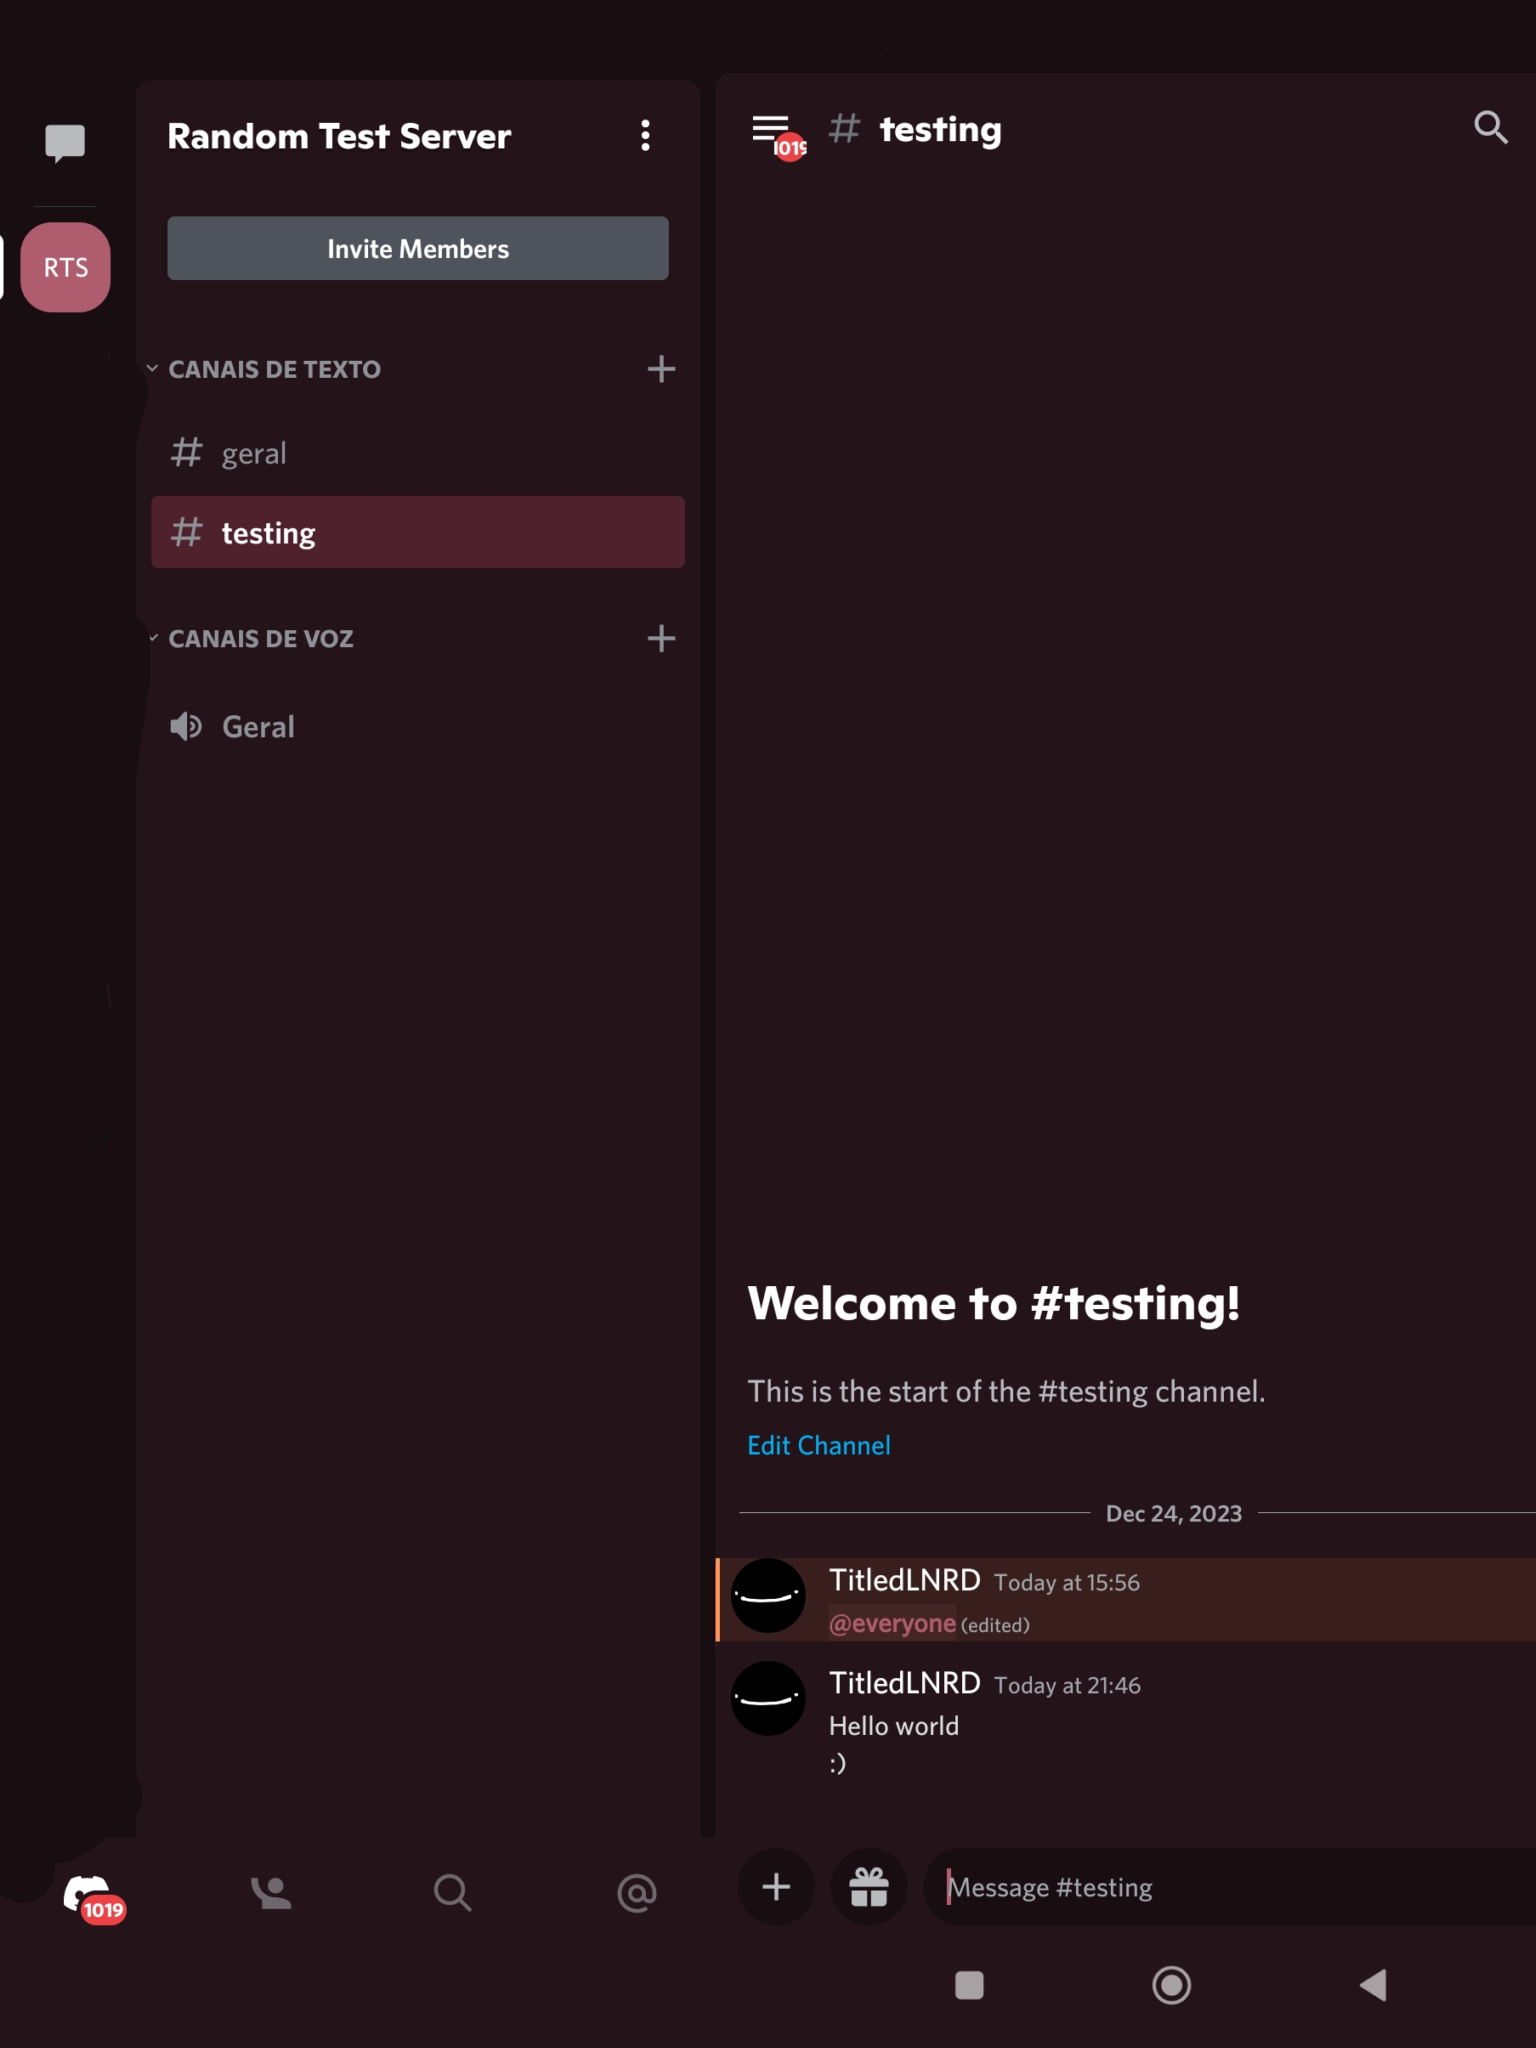 Random Test Server
RTS
Invite Members
CANAIS DE TEXTO
# geral
# testing
CANAIS DE VOZ
Geral
1019
# testing
Welcome to #testing!
This is the start of the #testing channel.
Edit Channel
Dec 24, 2023
TitledLNRD Today at 15:56
@everyone (edited)
TitledLNRD Today at 21:46
Hello world
:)
Message #testing
1019